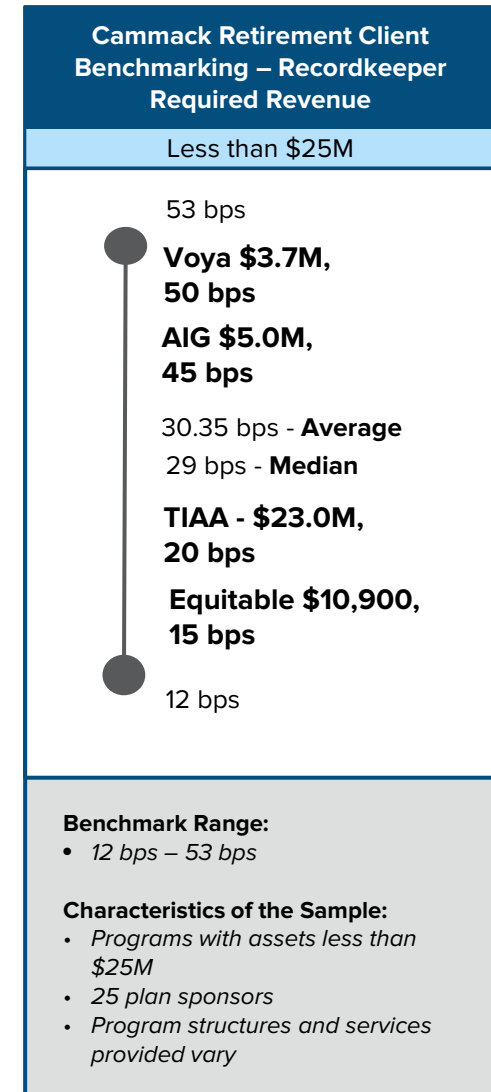 Cammack Retirement Client
Benchmarking – Recordkeeper
Required Revenue
Less than $25M
53 bps
Voya $3.7M,
50 bps
AIG $5.0M,
45 bps
30.35 bps - Average
29 bps - Median
TIAA - $23.0M,
20 bps
Equitable $10,900,
15 bps
12 bps
Benchmark Range:
• 12 bps – 53 bps
Characteristics of the Sample:
• Programs with assets less than
$25M
• 25 plan sponsors
• Program structures and services
provided vary